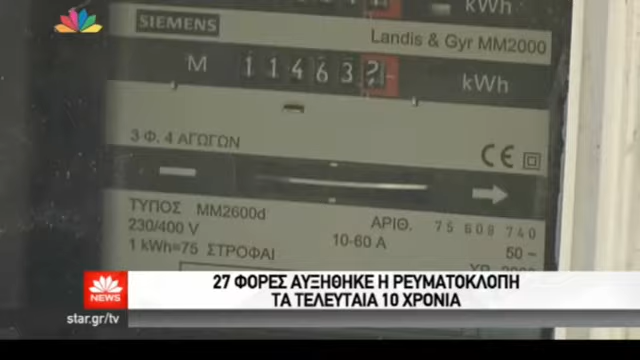 kWh
SIEMENS
Landis & Gyr MM2000
M 11463 kWh
3 Φ. 4 ΑΓΩΓΩΝ
CE
ΤΥΠΟΣ MM2600d
ΑΡΙΘ. 75 608 740
230/400 V
10-60 A
50 ~
1 kWh=75 ΣΤΡΟΦΑΙ
27 ΦΟΡΕΣ ΑΥΞΗΘΗΚΕ Η ΡΕΥΜΑΤΟΚΛΟΠΗ
ΤΑ ΤΕΛΕΥΤΑΙΑ 10 ΧΡΟΝΙΑ
NEWS
star.gr/tv